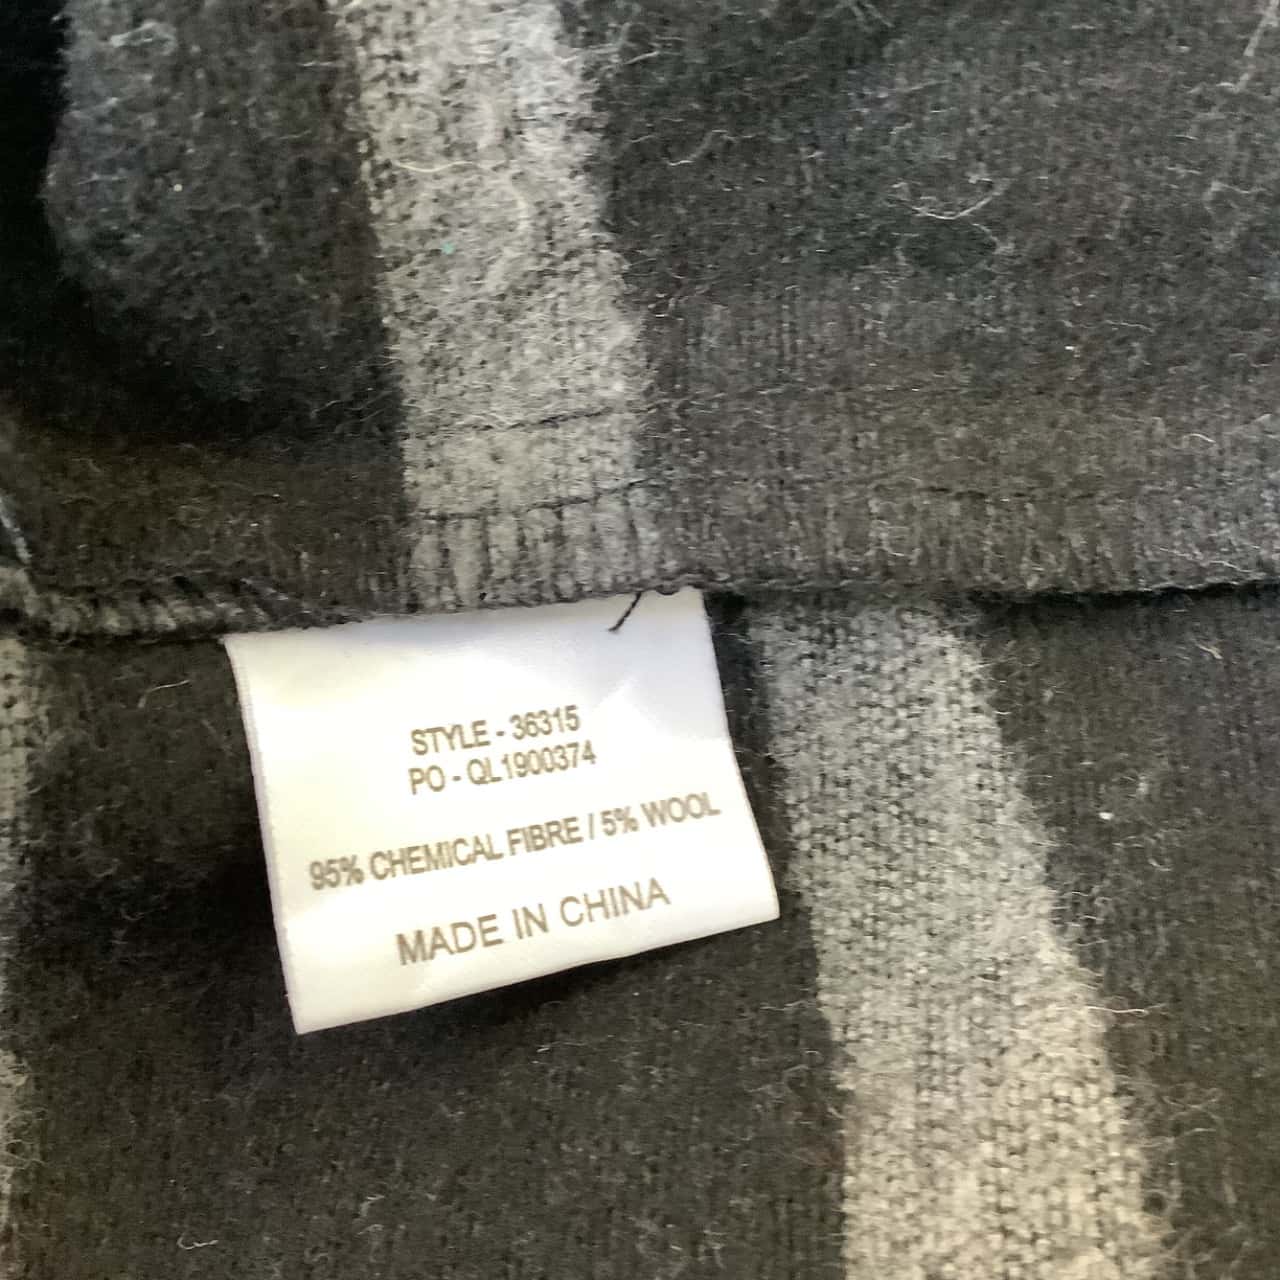 STYLE - 36315
PO - QL1900374
95% CHEMICAL FIBRE / 5% WOOL
MADE IN CHINA